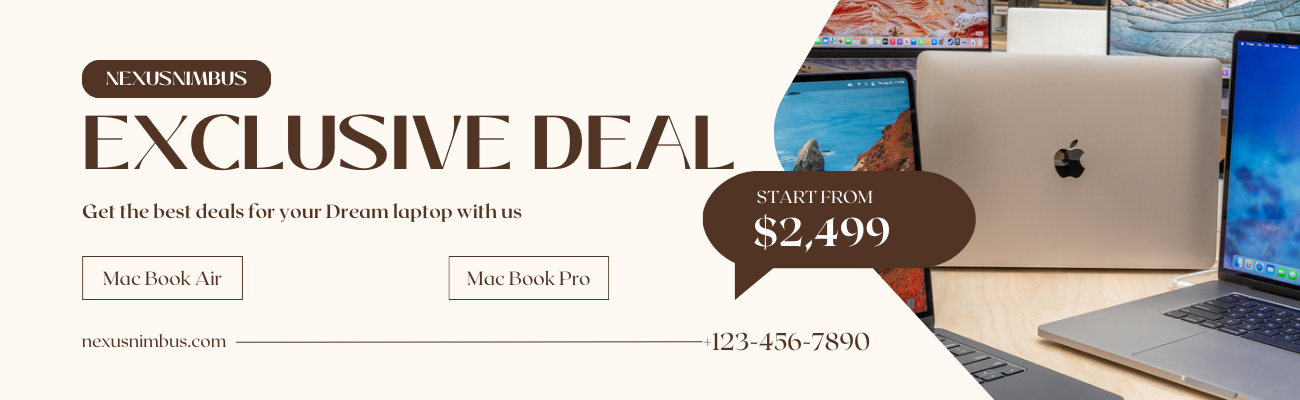 NEXUSNIMBUS
EXCLUSIVE DEAL
Get the best deals for your Dream laptop with us
START FROM
$2,499
Mac Book Air
Mac Book Pro
nexusnimbus.com
+123-456-7890